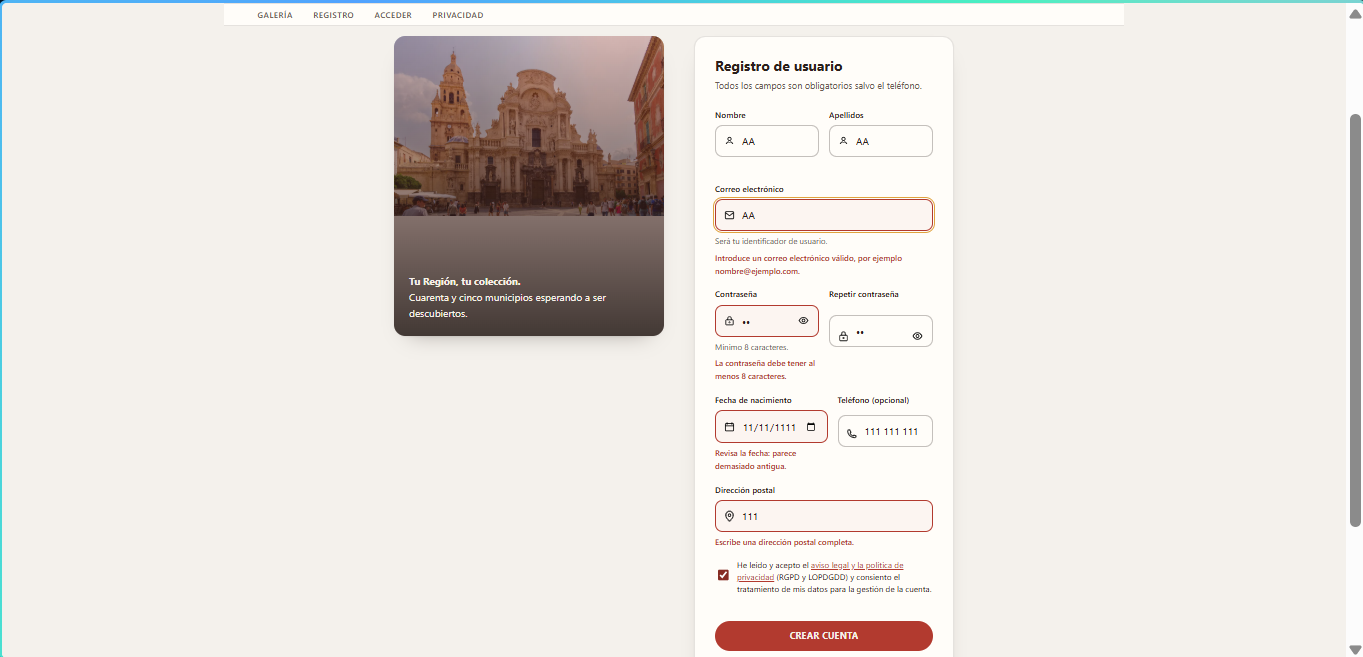 GALERÍA REGISTRO ACCEDER PRIVACIDAD
Tu Región, tu colección.
Cuarenta y cinco municipios esperando a ser
descubiertos.
Registro de usuario
Todos los campos son obligatorios salvo el teléfono.
Nombre Apellidos
AA AA
Correo electrónico
AA
Será tu identificador de usuario.
Introduce un correo electrónico válido, por ejemplo
nombre@ejemplo.com.
Contraseña Repetir contraseña
•• ••
Mínimo 8 caracteres.
La contraseña debe tener al
menos 8 caracteres.
Fecha de nacimiento Teléfono (opcional)
11/11/1111 111 111 111
Revisa la fecha: parece
demasiado antigua.
Dirección postal
111
Escribe una dirección postal completa.
He leído y acepto el aviso legal y la política de
privacidad (RGPD y LOPDGDD) y consiento el
tratamiento de mis datos para la gestión de la cuenta.
CREAR CUENTA